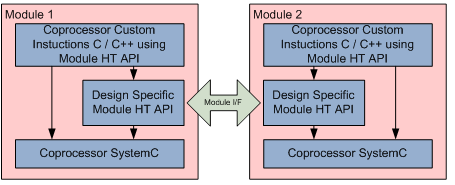 Module 1
Coprocessor Custom
Instuctions C / C++ using
Module HT API
Design Specific
Module HT API
Coprocessor SystemC
Module I/F
Module 2
Coprocessor Custom
Instuctions C / C++ using
Module HT API
Design Specific
Module HT API
Coprocessor SystemC